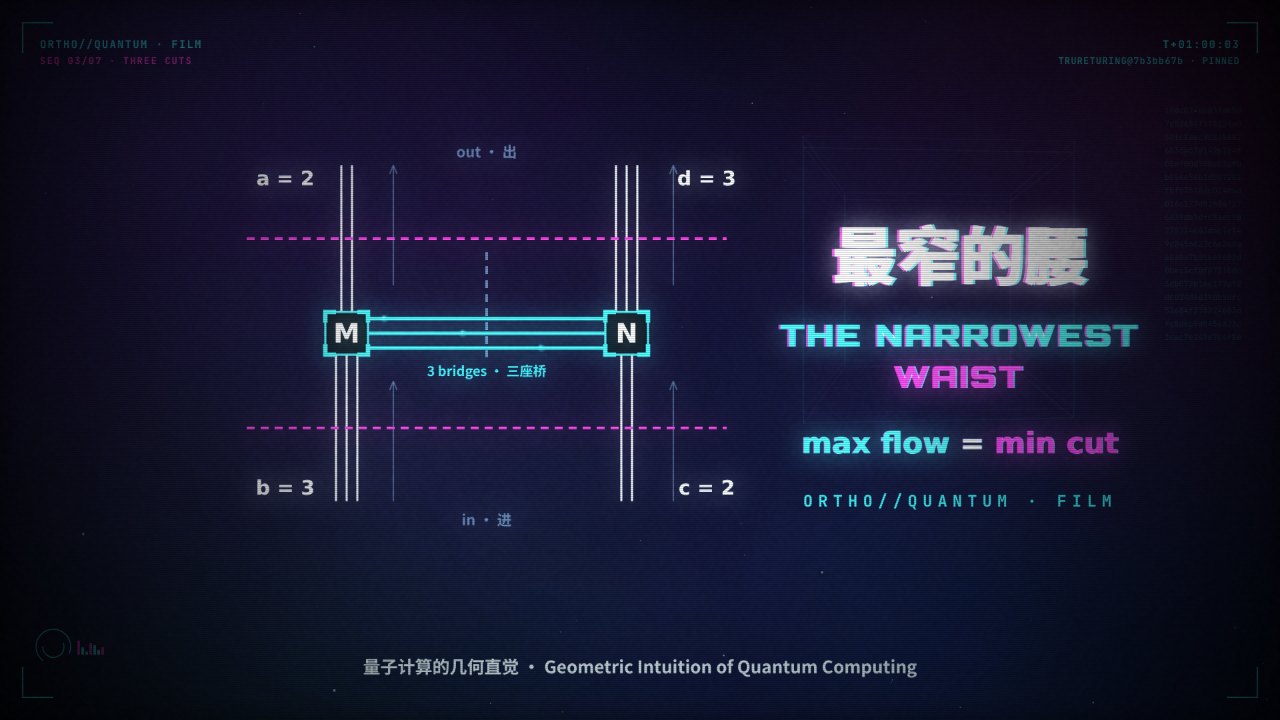 ORTHO//QUANTUM · FILM
SEQ 03/07 · THREE CUTS
T+01:00:03
TRURETURING@7b3bb67b · PINNED
out · 出
a = 2
d = 3
M
N
3 bridges · 三座桥
b = 3
c = 2
in · 进
最窄的腰
THE NARROWEST
WAIST
max flow = min cut
ORTHO//QUANTUM · FILM
量子计算的几何直觉 · Geometric Intuition of Quantum Computing